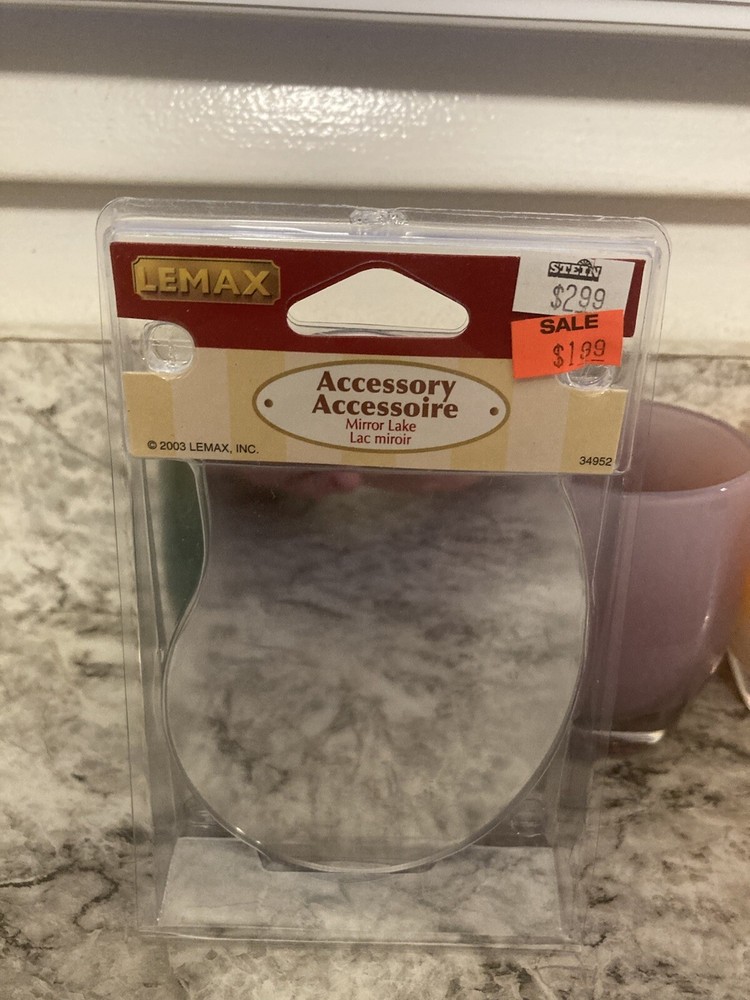 LEMAX
STEIN
$2.99
SALE
$1.99
Accessory
Accessoire
Mirror Lake
Lac miroir
© 2003 LEMAX, INC.
34952